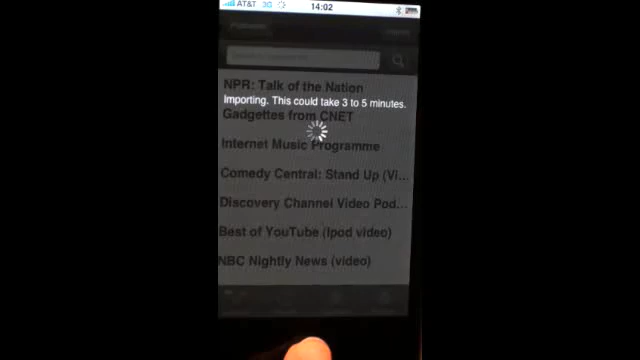 AT&T 3G 14:02
NPR: Talk of the Nation
Importing. This could take 3 to 5 minutes.
Gadgettes from CNET
Internet Music Programme
Comedy Central: Stand Up (Vi...
Discovery Channel Video Pod...
Best of YouTube (Ipod video)
NBC Nightly News (video)